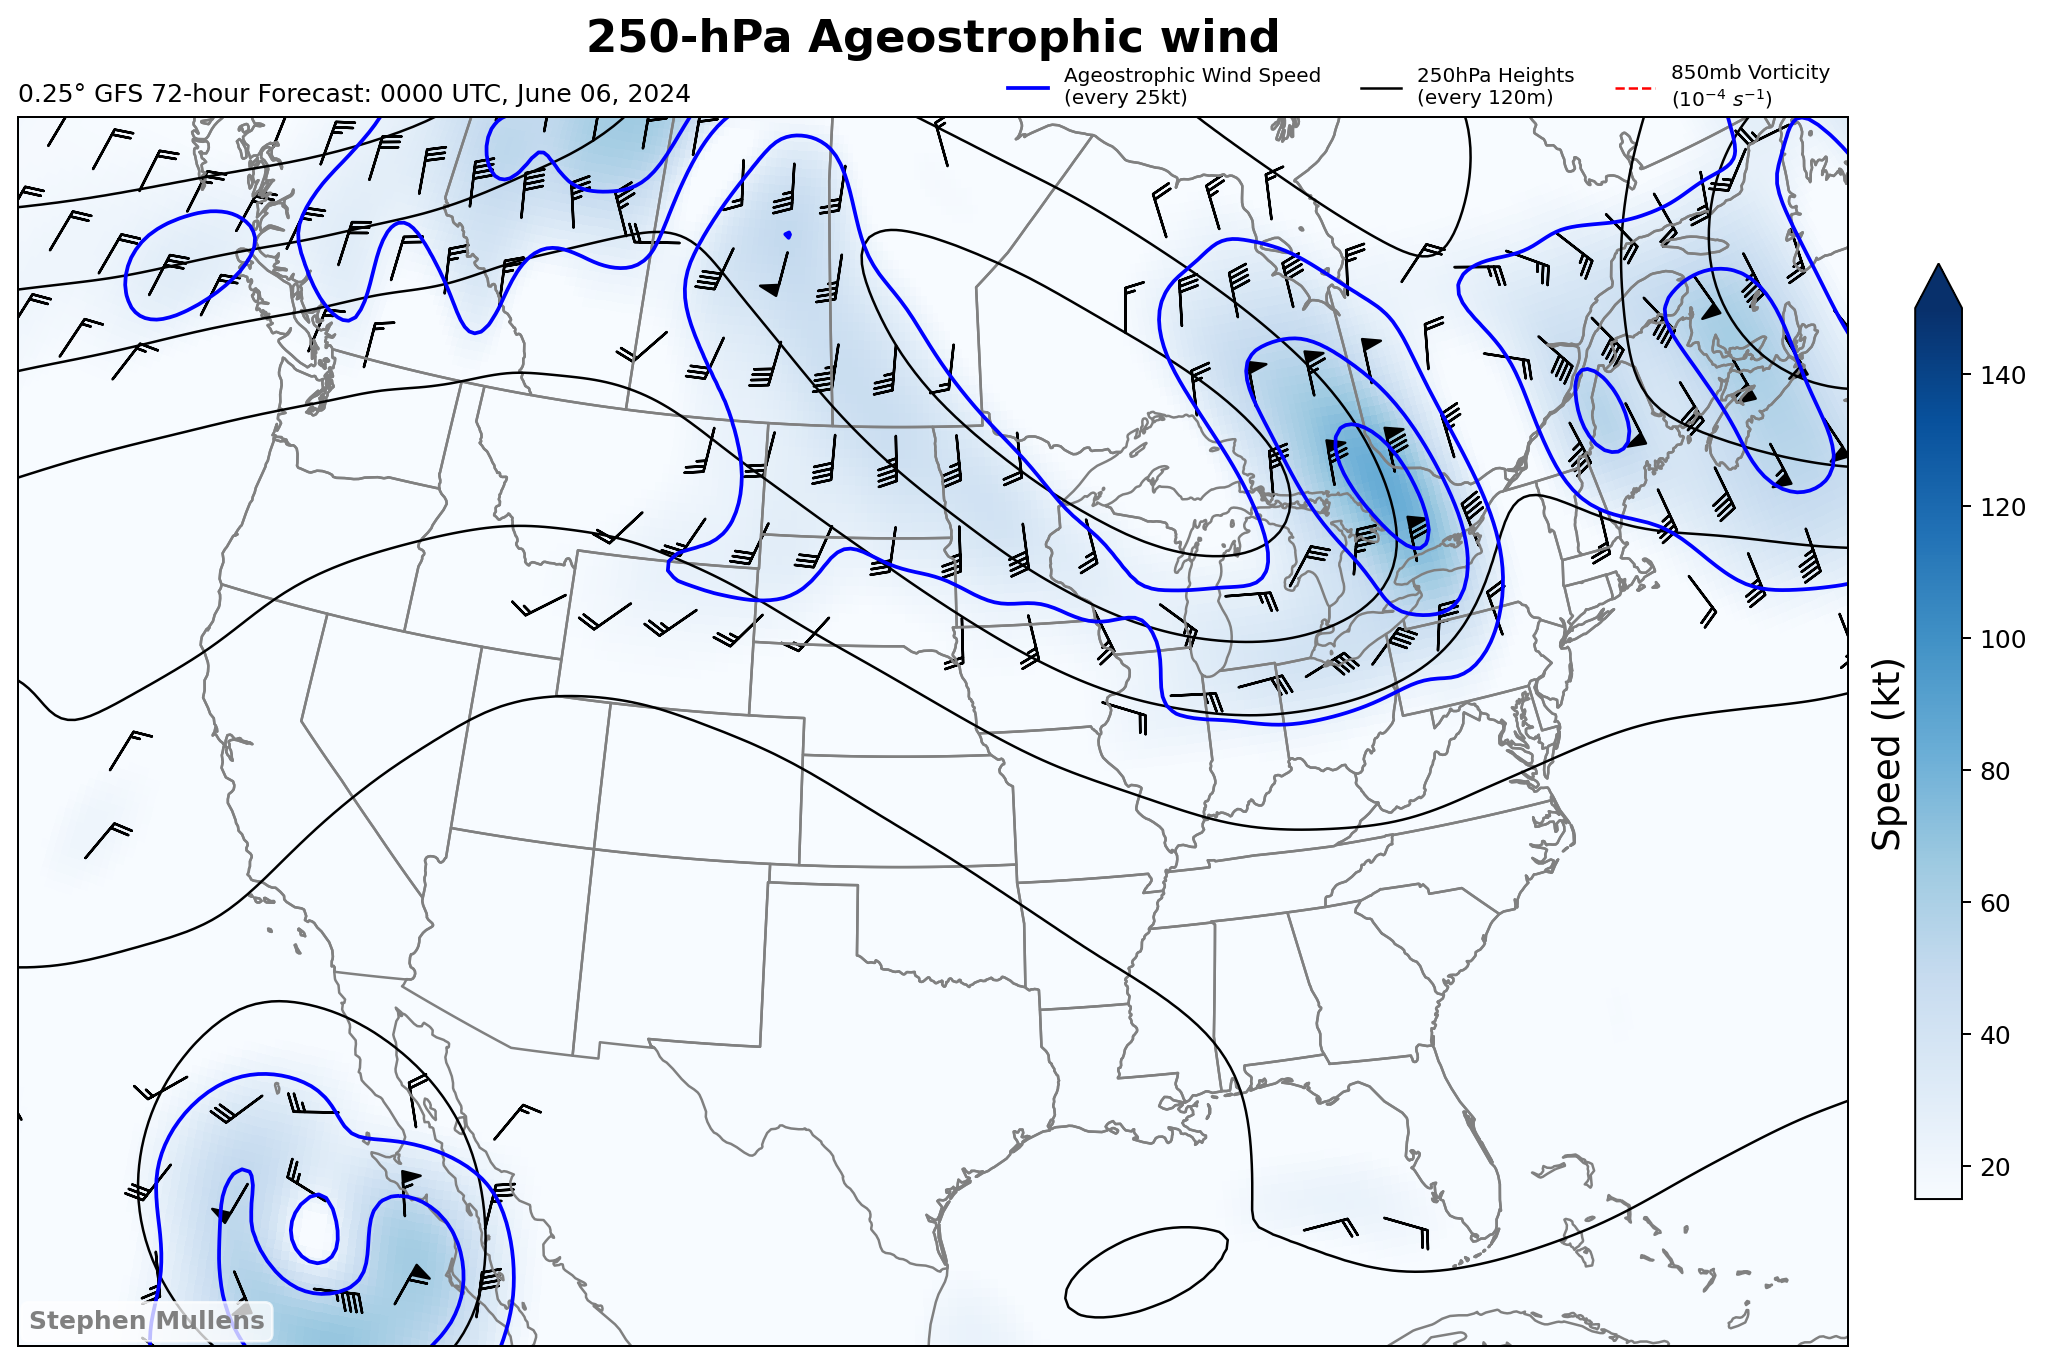 250-hPa Ageostrophic wind
0.25° GFS 72-hour Forecast: 0000 UTC, June 06, 2024
Ageostrophic Wind Speed
(every 25kt)
250hPa Heights
(every 120m)
850mb Vorticity
(10⁻⁴ s⁻¹)
140
120
100
80
60
40
20
Speed (kt)
Stephen Mullens